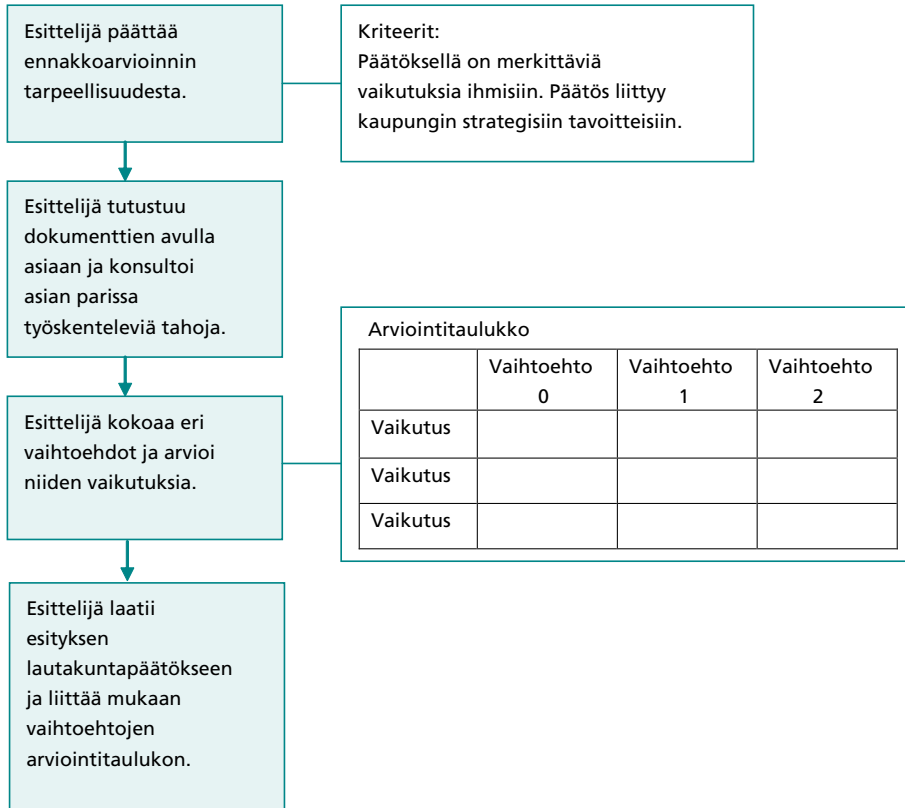 Esittelijä päättää
ennakkoarvioinnin
tarpeellisuudesta.
Kriteerit:
Päätöksellä on merkittäviä
vaikutuksia ihmisiin. Päätös liittyy
kaupungin strategisiin tavoitteisiin.
Esittelijä tutustuu
dokumenttien avulla
asiaan ja konsultoi
asian parissa
työskenteleviä tahoja.
Esittelijä kokoaa eri
vaihtoehdot ja arvioi
niiden vaikutuksia.
Arviointitaulukko
Vaihtoehto Vaihtoehto Vaihtoehto
0 1 2
Vaikutus
Vaikutus
Vaikutus
Esittelijä laatii
esityksen
lautakuntapäätökseen
ja liittää mukaan
vaihtoehtojen
arviointitaulukon.